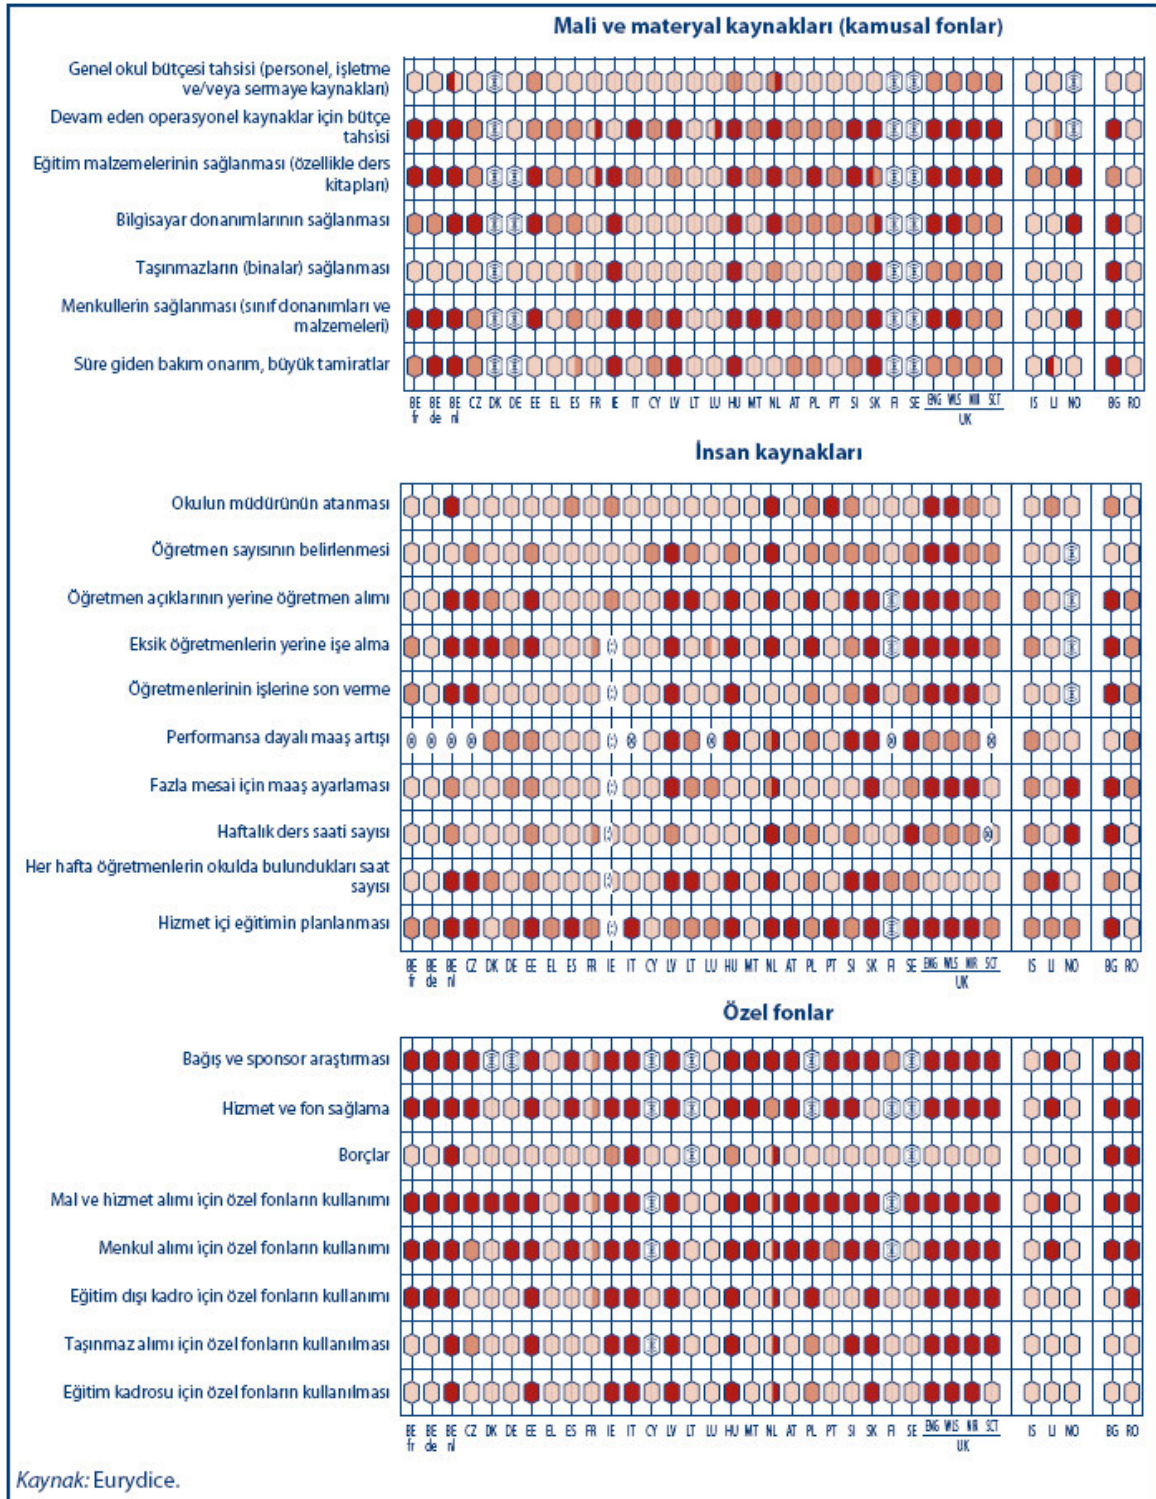 Mali ve materyal kaynakları (kamusal fonlar)
Genel okul bütçesi tahsisi (personel, işletme
ve/veya sermaye kaynakları)
Devam eden operasyonel kaynaklar için bütçe
tahsisi
Eğitim malzemelerinin sağlanması (özellikle ders
kitapları)
Bilgisayar donanımlarının sağlanması
Taşınmazların (binalar) sağlanması
Menkullerin sağlanması (sınıf donanımları ve
malzemeleri)
Süre giden bakım onarım, büyük tamiratlar
BE fr BE de BE nl CZ DK DE EE EL ES FR IE IT CY LV LT LU HU MT NL AT PL PT SI SK FI SE ENG WLS NIR SCT IS LI NO BG RO
UK
İnsan kaynakları
Okulun müdürünün atanması
Öğretmen sayısının belirlenmesi
Öğretmen açıklarının yerine öğretmen alımı
Eksik öğretmenlerin yerine işe alma
(:)
Öğretmenlerinin işlerine son verme
(:)
Performansa dayalı maaş artışı
(:)
Fazla mesai için maaş ayarlaması
(:)
Haftalık ders saati sayısı
(:)
Her hafta öğretmenlerin okulda bulundukları saat
sayısı
(:)
Hizmet içi eğitimin planlanması
(:)
BE fr BE de BE nl CZ DK DE EE EL ES FR IE IT CY LV LT LU HU MT NL AT PL PT SI SK FI SE ENG WLS NIR SCT IS LI NO BG RO
UK
Özel fonlar
Bağış ve sponsor araştırması
Hizmet ve fon sağlama
Borçlar
Mal ve hizmet alımı için özel fonların kullanımı
Menkul alımı için özel fonların kullanımı
Eğitim dışı kadro için özel fonların kullanımı
Taşınmaz alımı için özel fonların kullanılması
Eğitim kadrosu için özel fonların kullanılması
BE fr BE de BE nl CZ DK DE EE EL ES FR IE IT CY LV LT LU HU MT NL AT PL PT SI SK FI SE ENG WLS NIR SCT IS LI NO BG RO
UK
Kaynak: Eurydice.